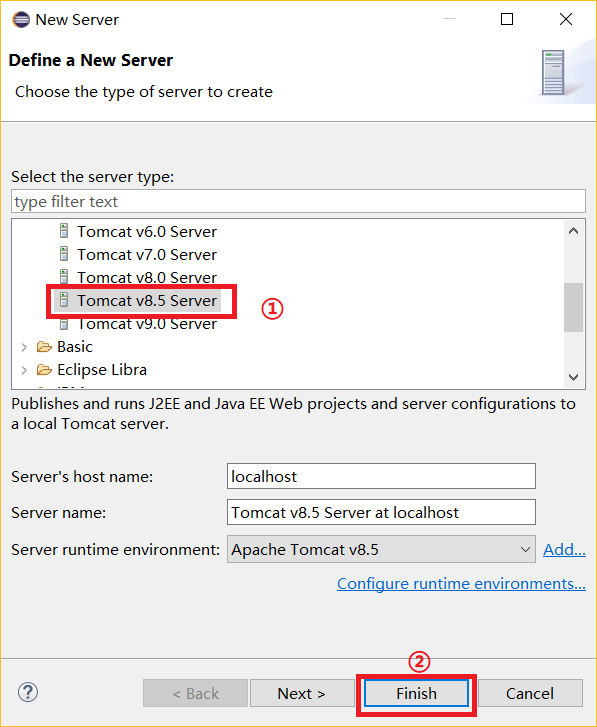 New Server
Define a New Server
Choose the type of server to create
Select the server type:
type filter text
Tomcat v6.0 Server
Tomcat v7.0 Server
Tomcat v8.0 Server
Tomcat v8.5 Server
①
Tomcat v9.0 Server
Basic
Eclipse Libra
Publishes and runs J2EE and Java EE Web projects and server configurations to
a local Tomcat server.
Server's host name: localhost
Server name: Tomcat v8.5 Server at localhost
Server runtime environment: Apache Tomcat v8.5 Add...
Configure runtime environments...
②
? < Back Next > Finish Cancel